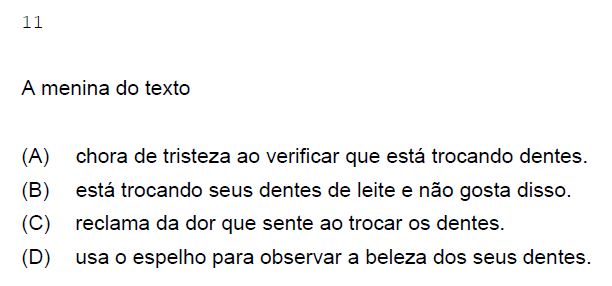 11
A menina do texto
(A) chora de tristeza ao verificar que está trocando dentes.
(B) está trocando seus dentes de leite e não gosta disso.
(C) reclama da dor que sente ao trocar os dentes.
(D) usa o espelho para observar a beleza dos seus dentes.